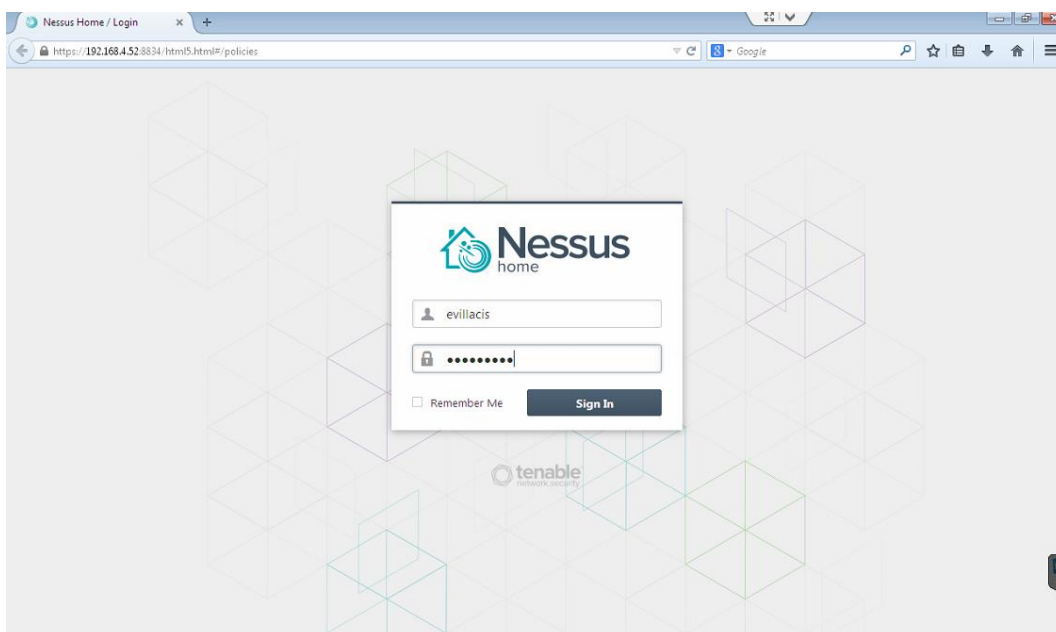 Nessus Home / Login
https://192.168.4.52:8834/html5.html#/policies
Google
Nessus
home
evillacis
Remember Me
Sign In
tenable
network security